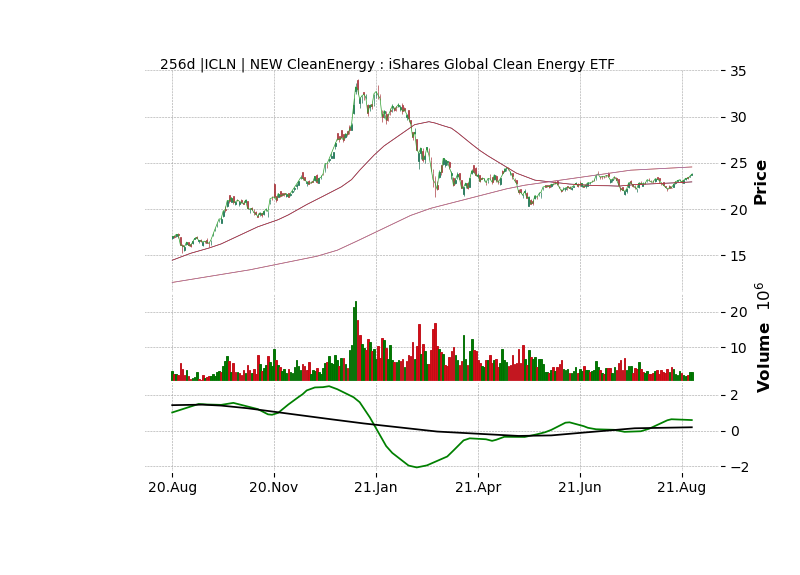 256d |ICLN | NEW CleanEnergy : iShares Global Clean Energy ETF
35
30
25
20
15
Price
20
10
Volume 10^6
2
0
−2
20.Aug 20.Nov 21.Jan 21.Apr 21.Jun 21.Aug